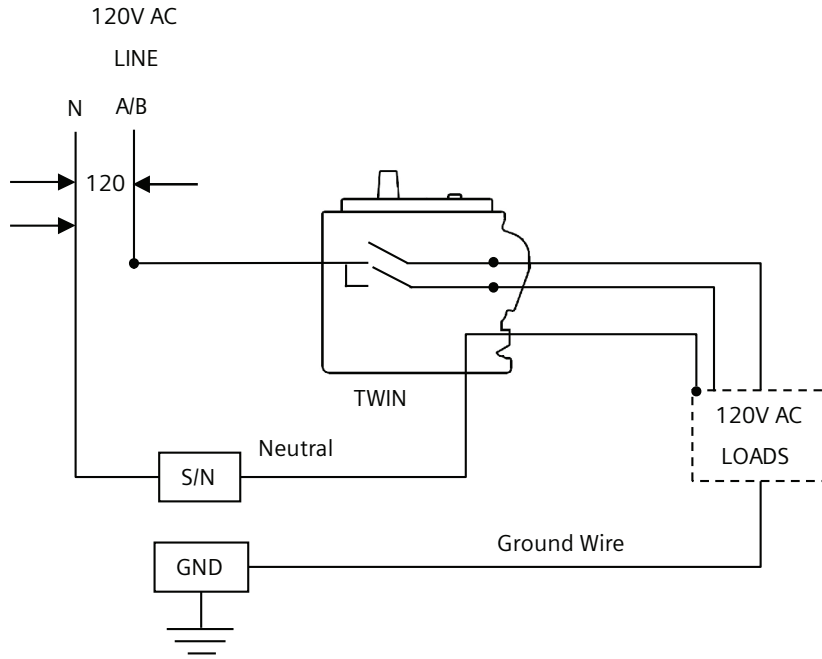 120V AC
LINE
N
A/B
120
TWIN
120V AC
LOADS
Neutral
S/N
Ground Wire
GND